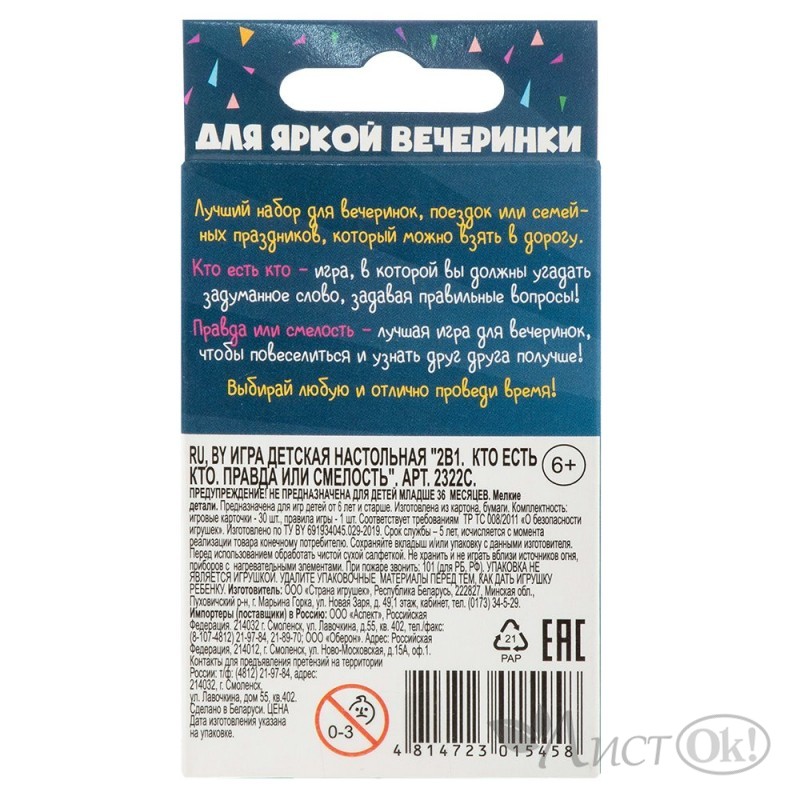 ДЛЯ ЯРКОЙ ВЕЧЕРИНКИ
Лучший набор для вечеринок, поездок или семей-
ных праздников, который можно взять в дорогу.
Кто есть кто - игра, в которой вы должны угадать
задуманное слово, задавая правильные вопросы!
Правда или смелость - лучшая игра для вечеринок,
чтобы повеселиться и узнать друг друга получше!
Выбирай любую и отлично проведи время!
RU, BY ИГРА ДЕТСКАЯ НАСТОЛЬНАЯ "2В1. КТО ЕСТЬ
КТО. ПРАВДА ИЛИ СМЕЛОСТЬ". АРТ. 2322С.
6+
ПРЕДУПРЕЖДЕНИЕ! НЕ ПРЕДНАЗНАЧЕНА ДЛЯ ДЕТЕЙ МЛАДШЕ 36 МЕСЯЦЕВ. Мелкие
детали. Предназначена для игр детей от 6 лет и старше. Изготовлена из картона, бумаги. Комплектность:
игровые карточки - 30 шт., правила игры - 1 шт. Соответствует требованиям ТР ТС 008/2011 «О безопасности
игрушек». Изготовлено по ТУ BY 691934045.029-2019. Срок службы – 5 лет, исчисляется с момента
реализации товара конечному потребителю. Сохраняйте вкладыш и/или упаковку с данными изготовителя.
Перед использованием обработать чистой сухой салфеткой. Не хранить и не играть вблизи источников огня,
приборов с нагревательными элементами. При пожаре звонить: 101 (для РБ, РФ). УПАКОВКА НЕ
ЯВЛЯЕТСЯ ИГРУШКОЙ. УДАЛИТЕ УПАКОВОЧНЫЕ МАТЕРИАЛЫ ПЕРЕД ТЕМ, КАК ДАТЬ ИГРУШКУ
РЕБЕНКУ. Изготовитель: ООО «Страна игрушек», Республика Беларусь, 222827, Минская обл.,
Пуховичский р-н, г. Марьина Горка, ул. Новая Заря, д. 49,1 этаж, кабинет, тел. (0173) 34-5-29.
Импортеры (поставщики) в Россию: ООО «Аспект», Российская
Федерация, 214032 г. Смоленск, ул. Лавочкина, д.55, кв. 402, тел./факс:
(8-107-4812) 21-97-84, 21-89-70; ООО «Оберон». Адрес: Российская
Федерация, 214012, г. Смоленск, ул. Ново-Московская, д.15А, оф.1.
Контакты для предъявления претензий на территории
России: т/ф: (4812) 21-97-84, адрес:
214032, г. Смоленск,
ул. Лавочкина, дом 55, кв.402.
Сделано в Беларуси. ЦЕНА
Дата изготовления указана
на упаковке.
0-3
21
PAP
EAC
4 814723 015458
Лист Ok!